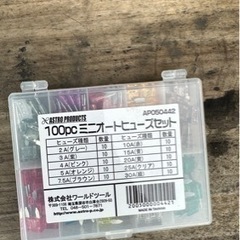 ASTRO PRODUCTS
AP050442
100pc ミニオートヒューズセット
ヒューズ種類 数量 ヒューズ種類 数量
2A(グレー) 10 10A(赤) 10
3A(紫) 10 15A(青) 10
4A(ピンク) 10 20A(黄) 10
5A(オレンジ) 10 25A(クリア) 10
7.5A(ブラウン) 10 30A(緑) 10
株式会社ワールドツール
2005000004421